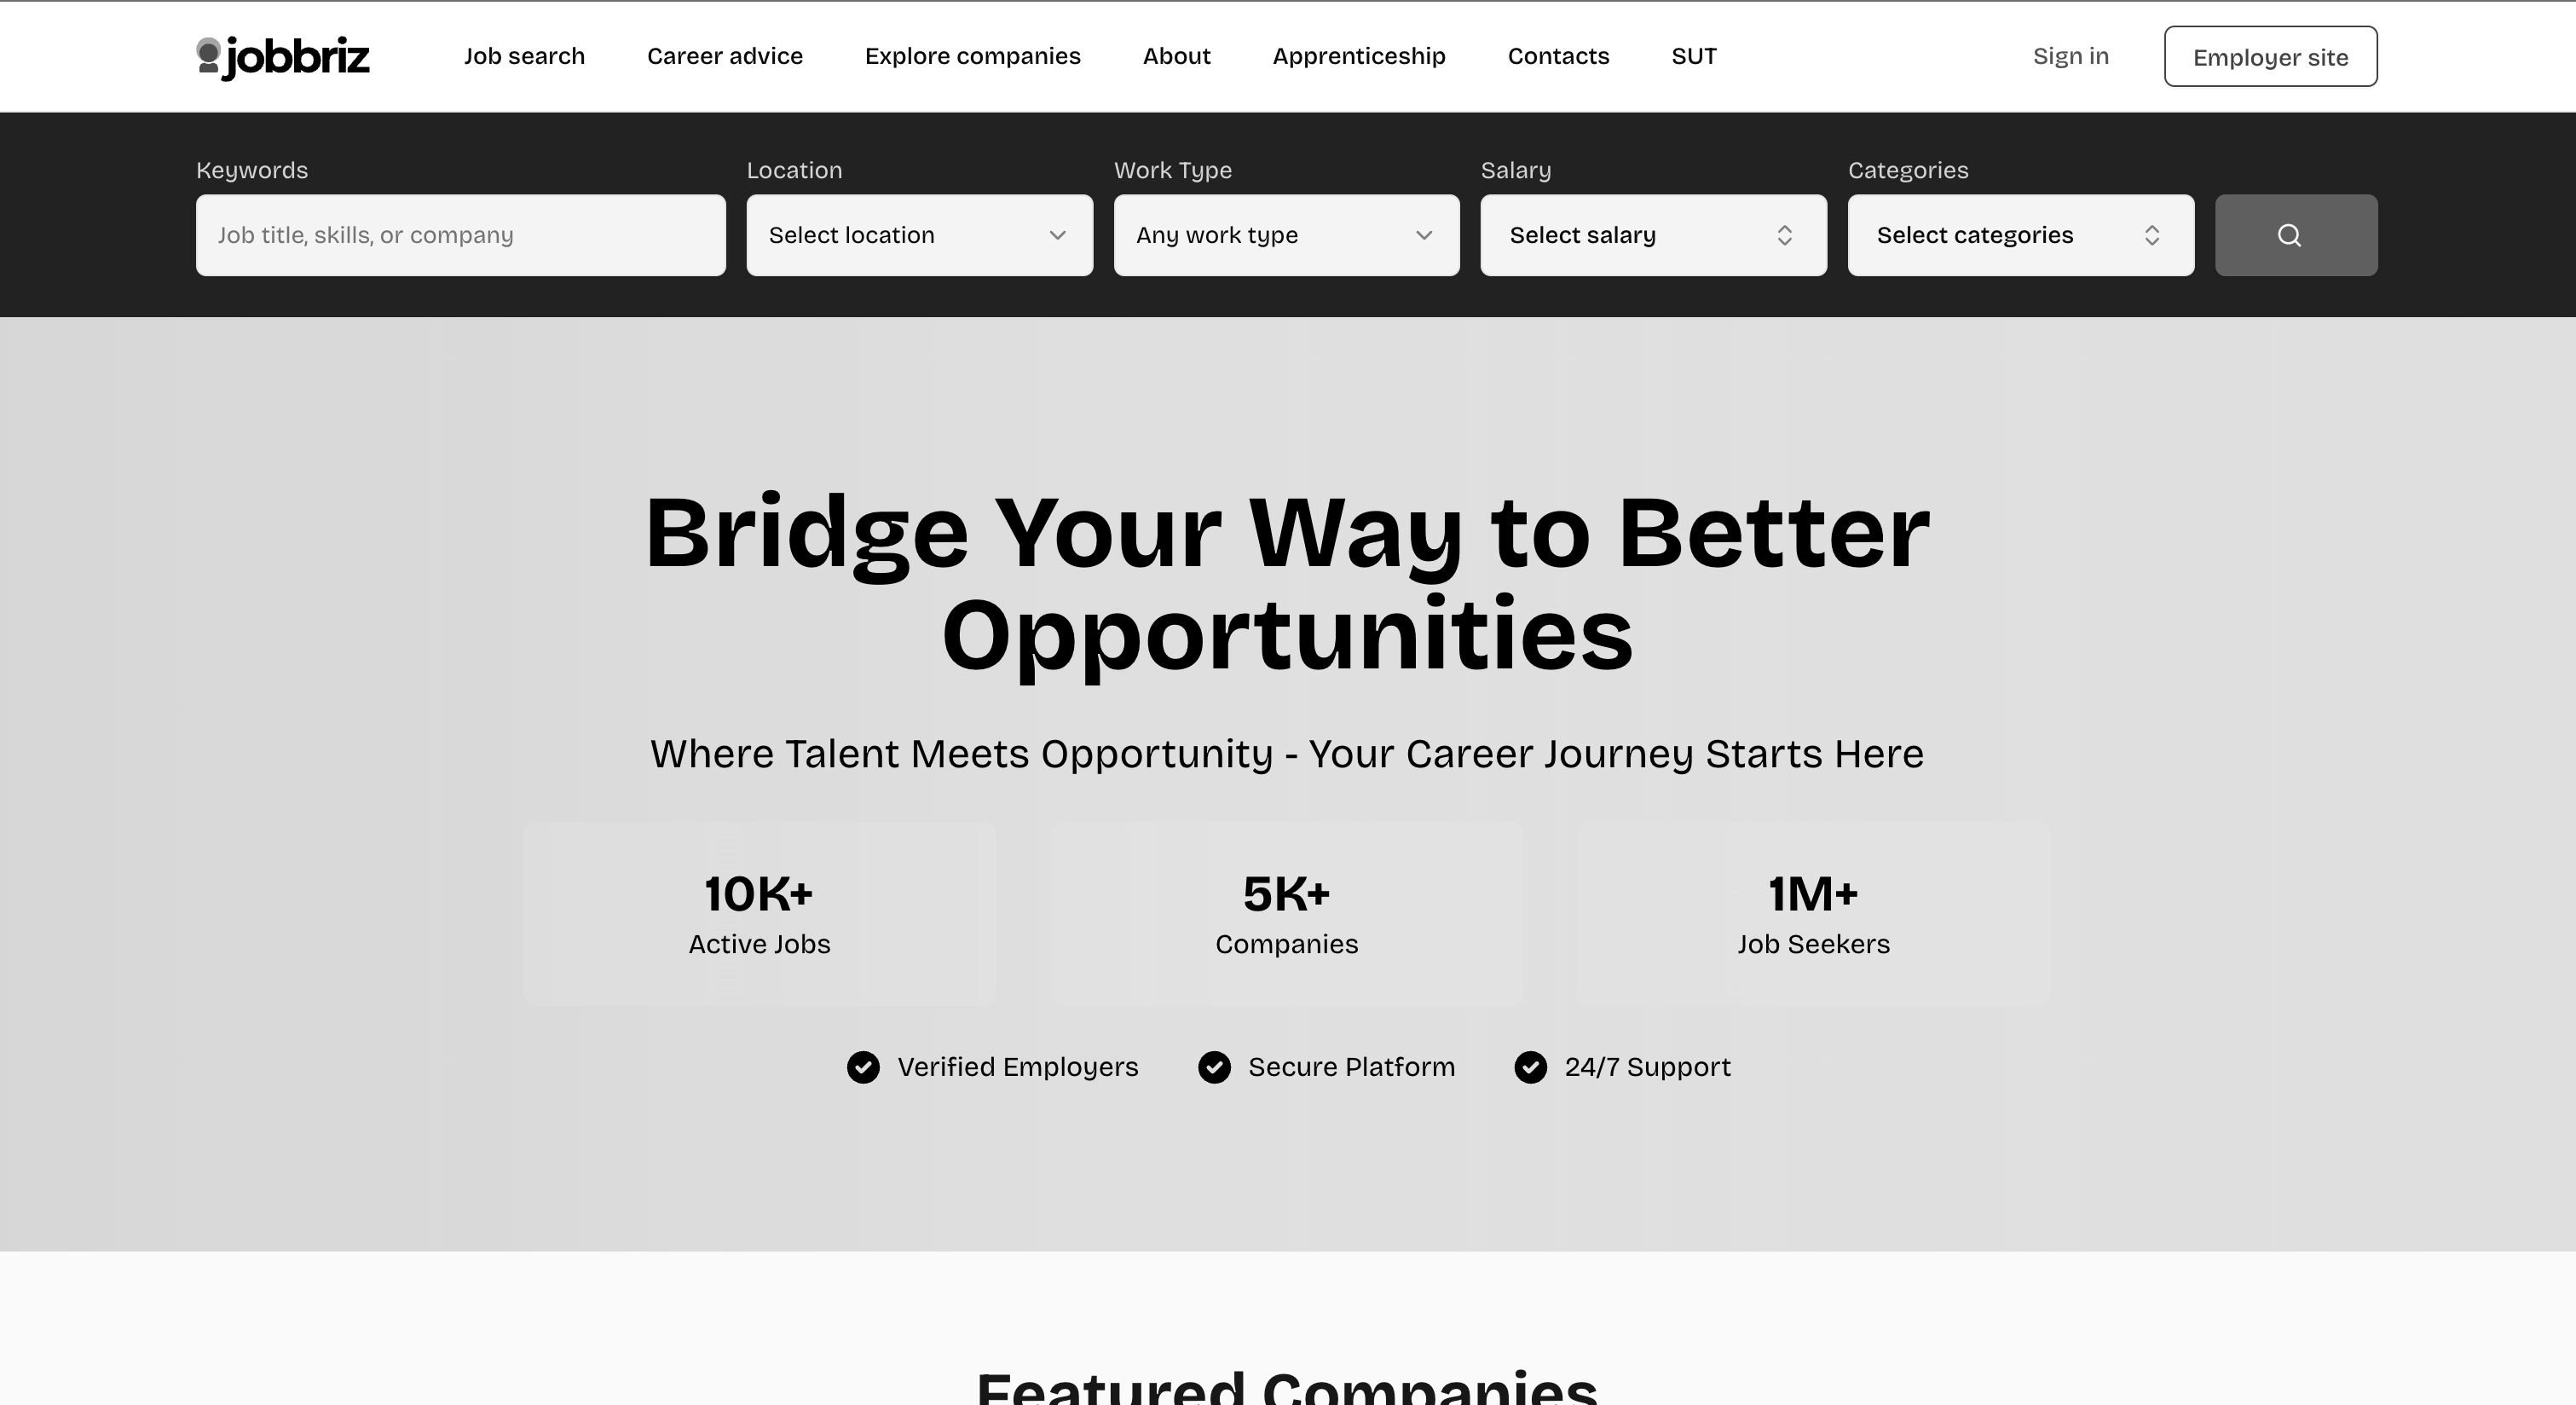 jobbriz
Job search
Career advice
Explore companies
About
Apprenticeship
Contacts
SUT
Sign in
Employer site
Keywords
Location
Work Type
Salary
Categories
Job title, skills, or company
Select location
Any work type
Select salary
Select categories
Bridge Your Way to Better
Opportunities
Where Talent Meets Opportunity - Your Career Journey Starts Here
10K+
Active Jobs
5K+
Companies
1M+
Job Seekers
Verified Employers
Secure Platform
24/7 Support
Featured Companies